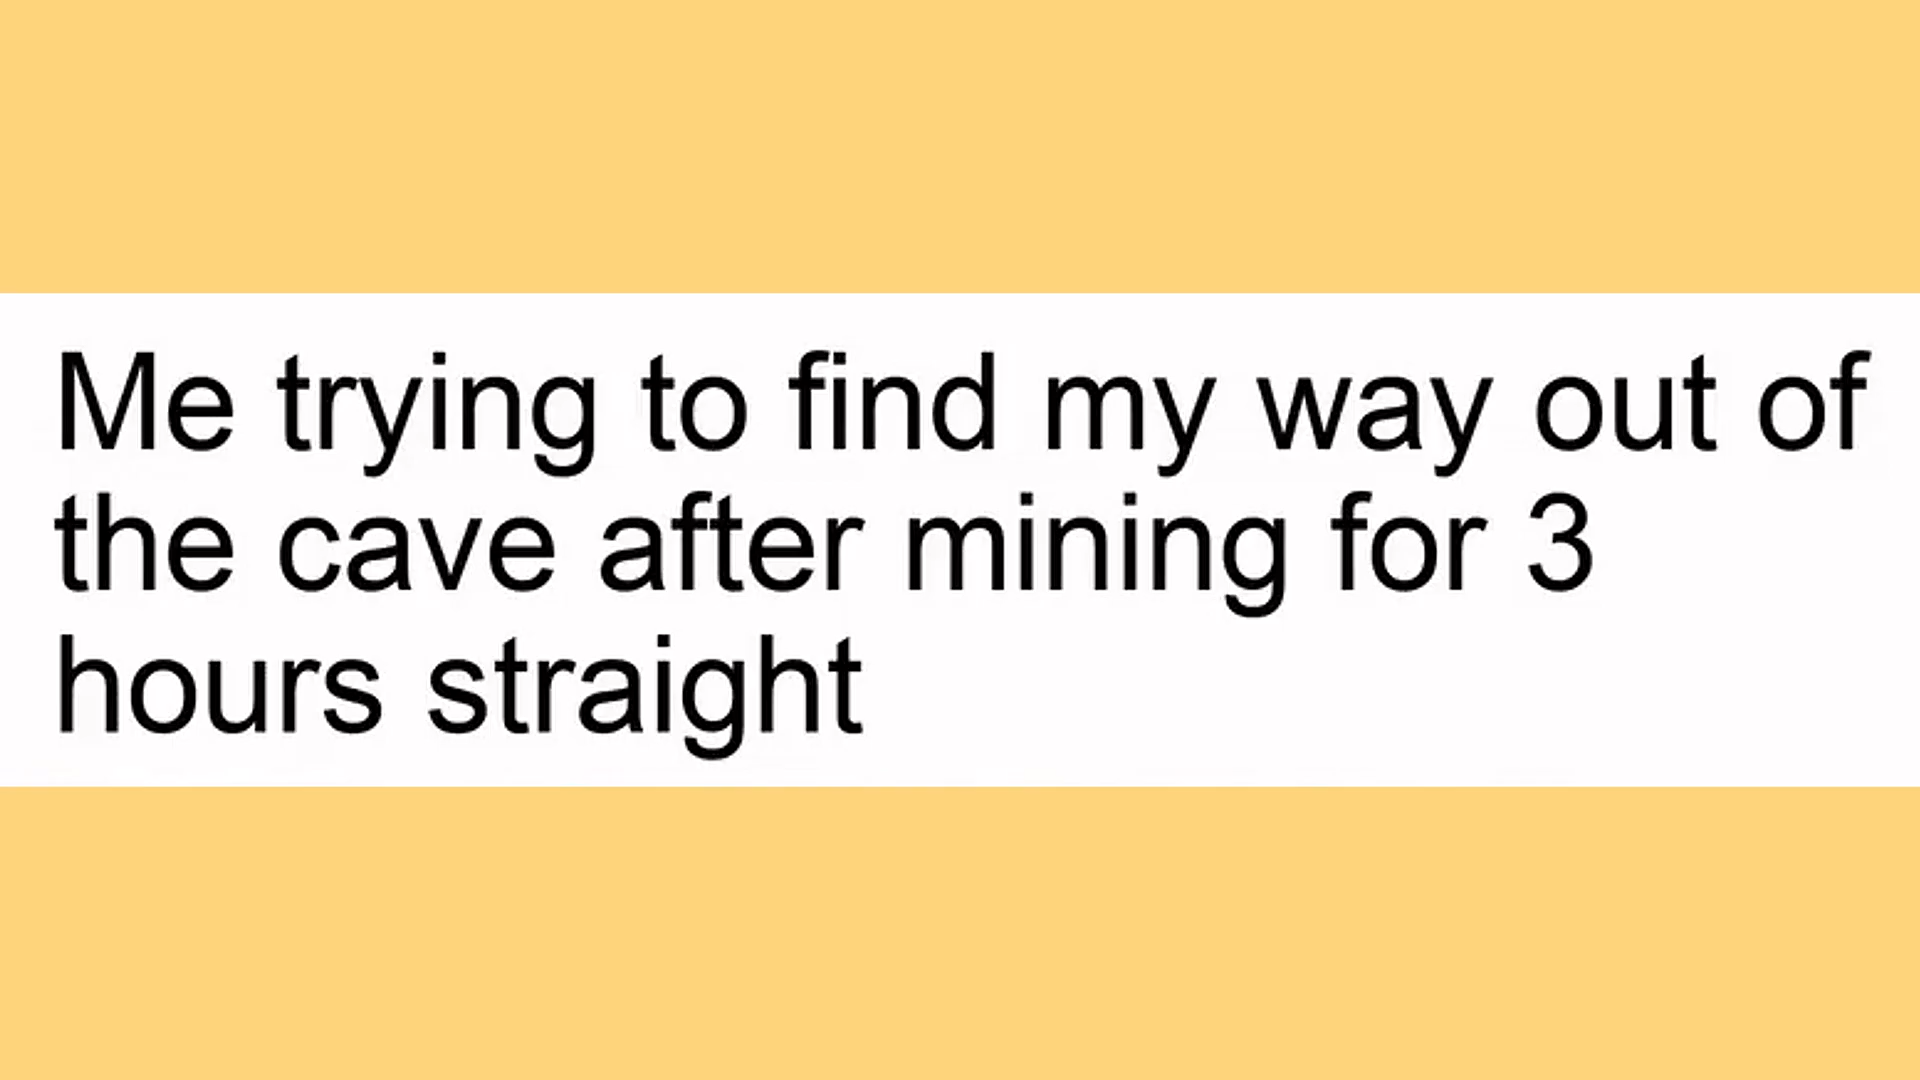 Me trying to find my way out of
the cave after mining for 3
hours straight